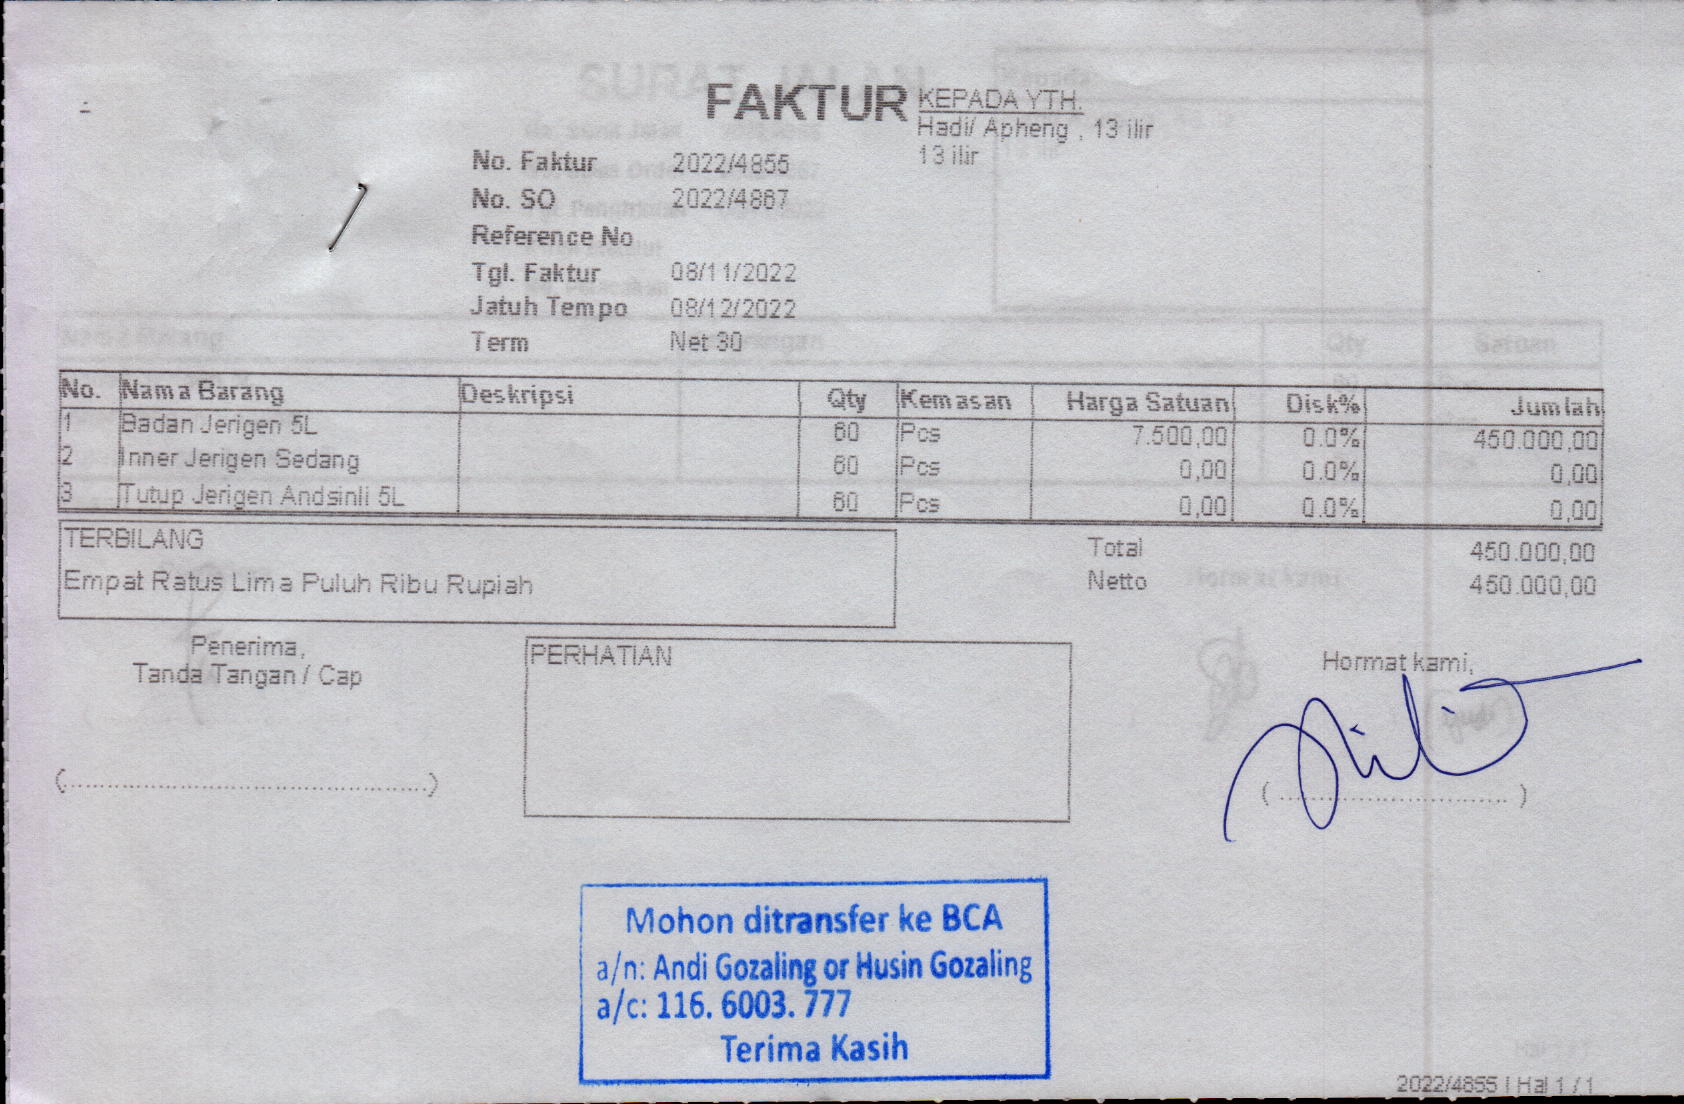 FAKTUR
KEPADA YTH.
Hadi/ Apheng , 13 ilir
13 ilir
No. Faktur 2022/4855
No. SO 2022/4867
Reference No
Tgl. Faktur 08/11/2022
Jatuh Tempo 08/12/2022
Term Net 30
No. Nama Barang Deskripsi Qty Kemasan Harga Satuan Disk% Jumlah
1 Badan Jerigen 5L 60 Pcs 7.500,00 0.0% 450.000,00
2 Inner Jerigen Sedang 60 Pcs 0,00 0.0% 0,00
3 Tutup Jerigen Andsinli 5L 60 Pcs 0,00 0.0% 0,00
TERBILANG
Empat Ratus Lima Puluh Ribu Rupiah
Total 450.000,00
Netto 450.000,00
Penerima,
Tanda Tangan / Cap
PERHATIAN
Hormat kami,
Mohon ditransfer ke BCA
a/n: Andi Gozaling or Husin Gozaling
a/c: 116. 6003. 777
Terima Kasih
2022/4855 | Hal 1 / 1